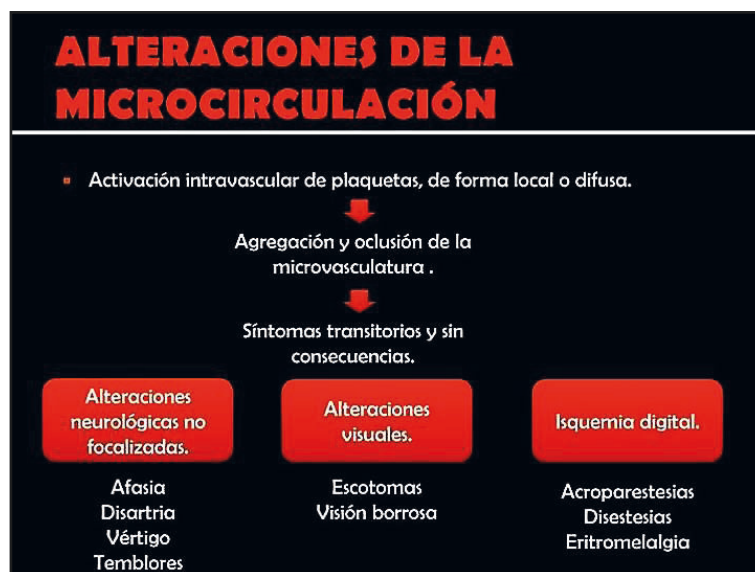 ALTERACIONES DE LA
MICROCIRCULACIÓN
Activación intravascular de plaquetas, de forma local o difusa.
Agregación y oclusión de la
microvasculatura .
Síntomas transitorios y sin
consecuencias.
Alteraciones
neurológicas no
focalizadas.
Afasia
Disartria
Vértigo
Temblores
Alteraciones
visuales.
Escotomas
Visión borrosa
Isquemia digital.
Acroparestesias
Disestesias
Eritromelalgia